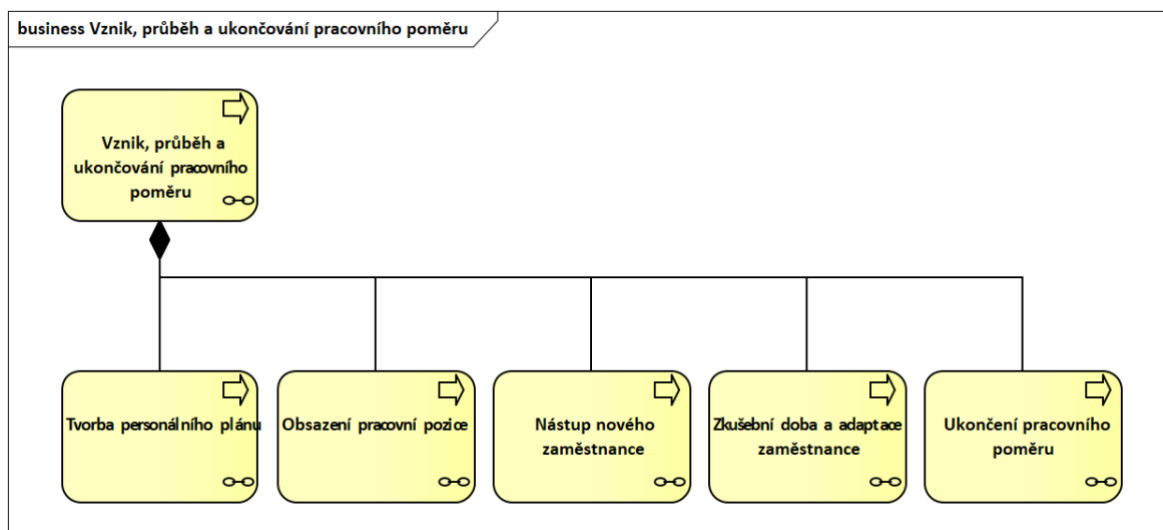 business Vznik, průběh a ukončování pracovního poměru
Vznik, průběh a
ukončování pracovního
poměru
Tvorba personálního plánu
Obsazení pracovní pozice
Nástup nového
zaměstnance
Zkušební doba a adaptace
zaměstnance
Ukončení pracovního
poměru